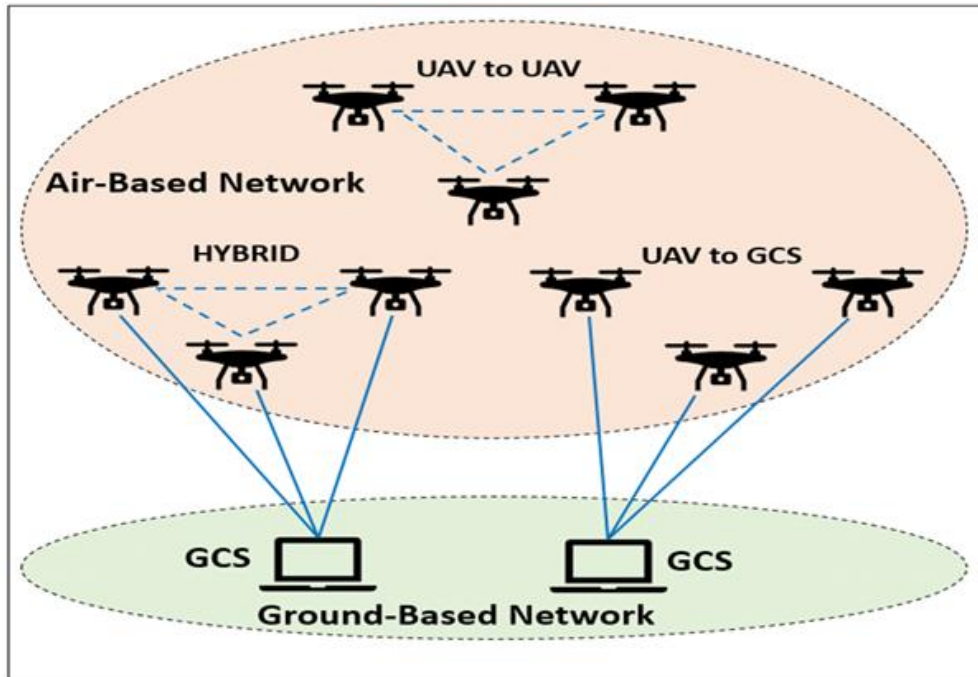 UAV to UAV
Air-Based Network
HYBRID
UAV to GCS
GCS
GCS
Ground-Based Network